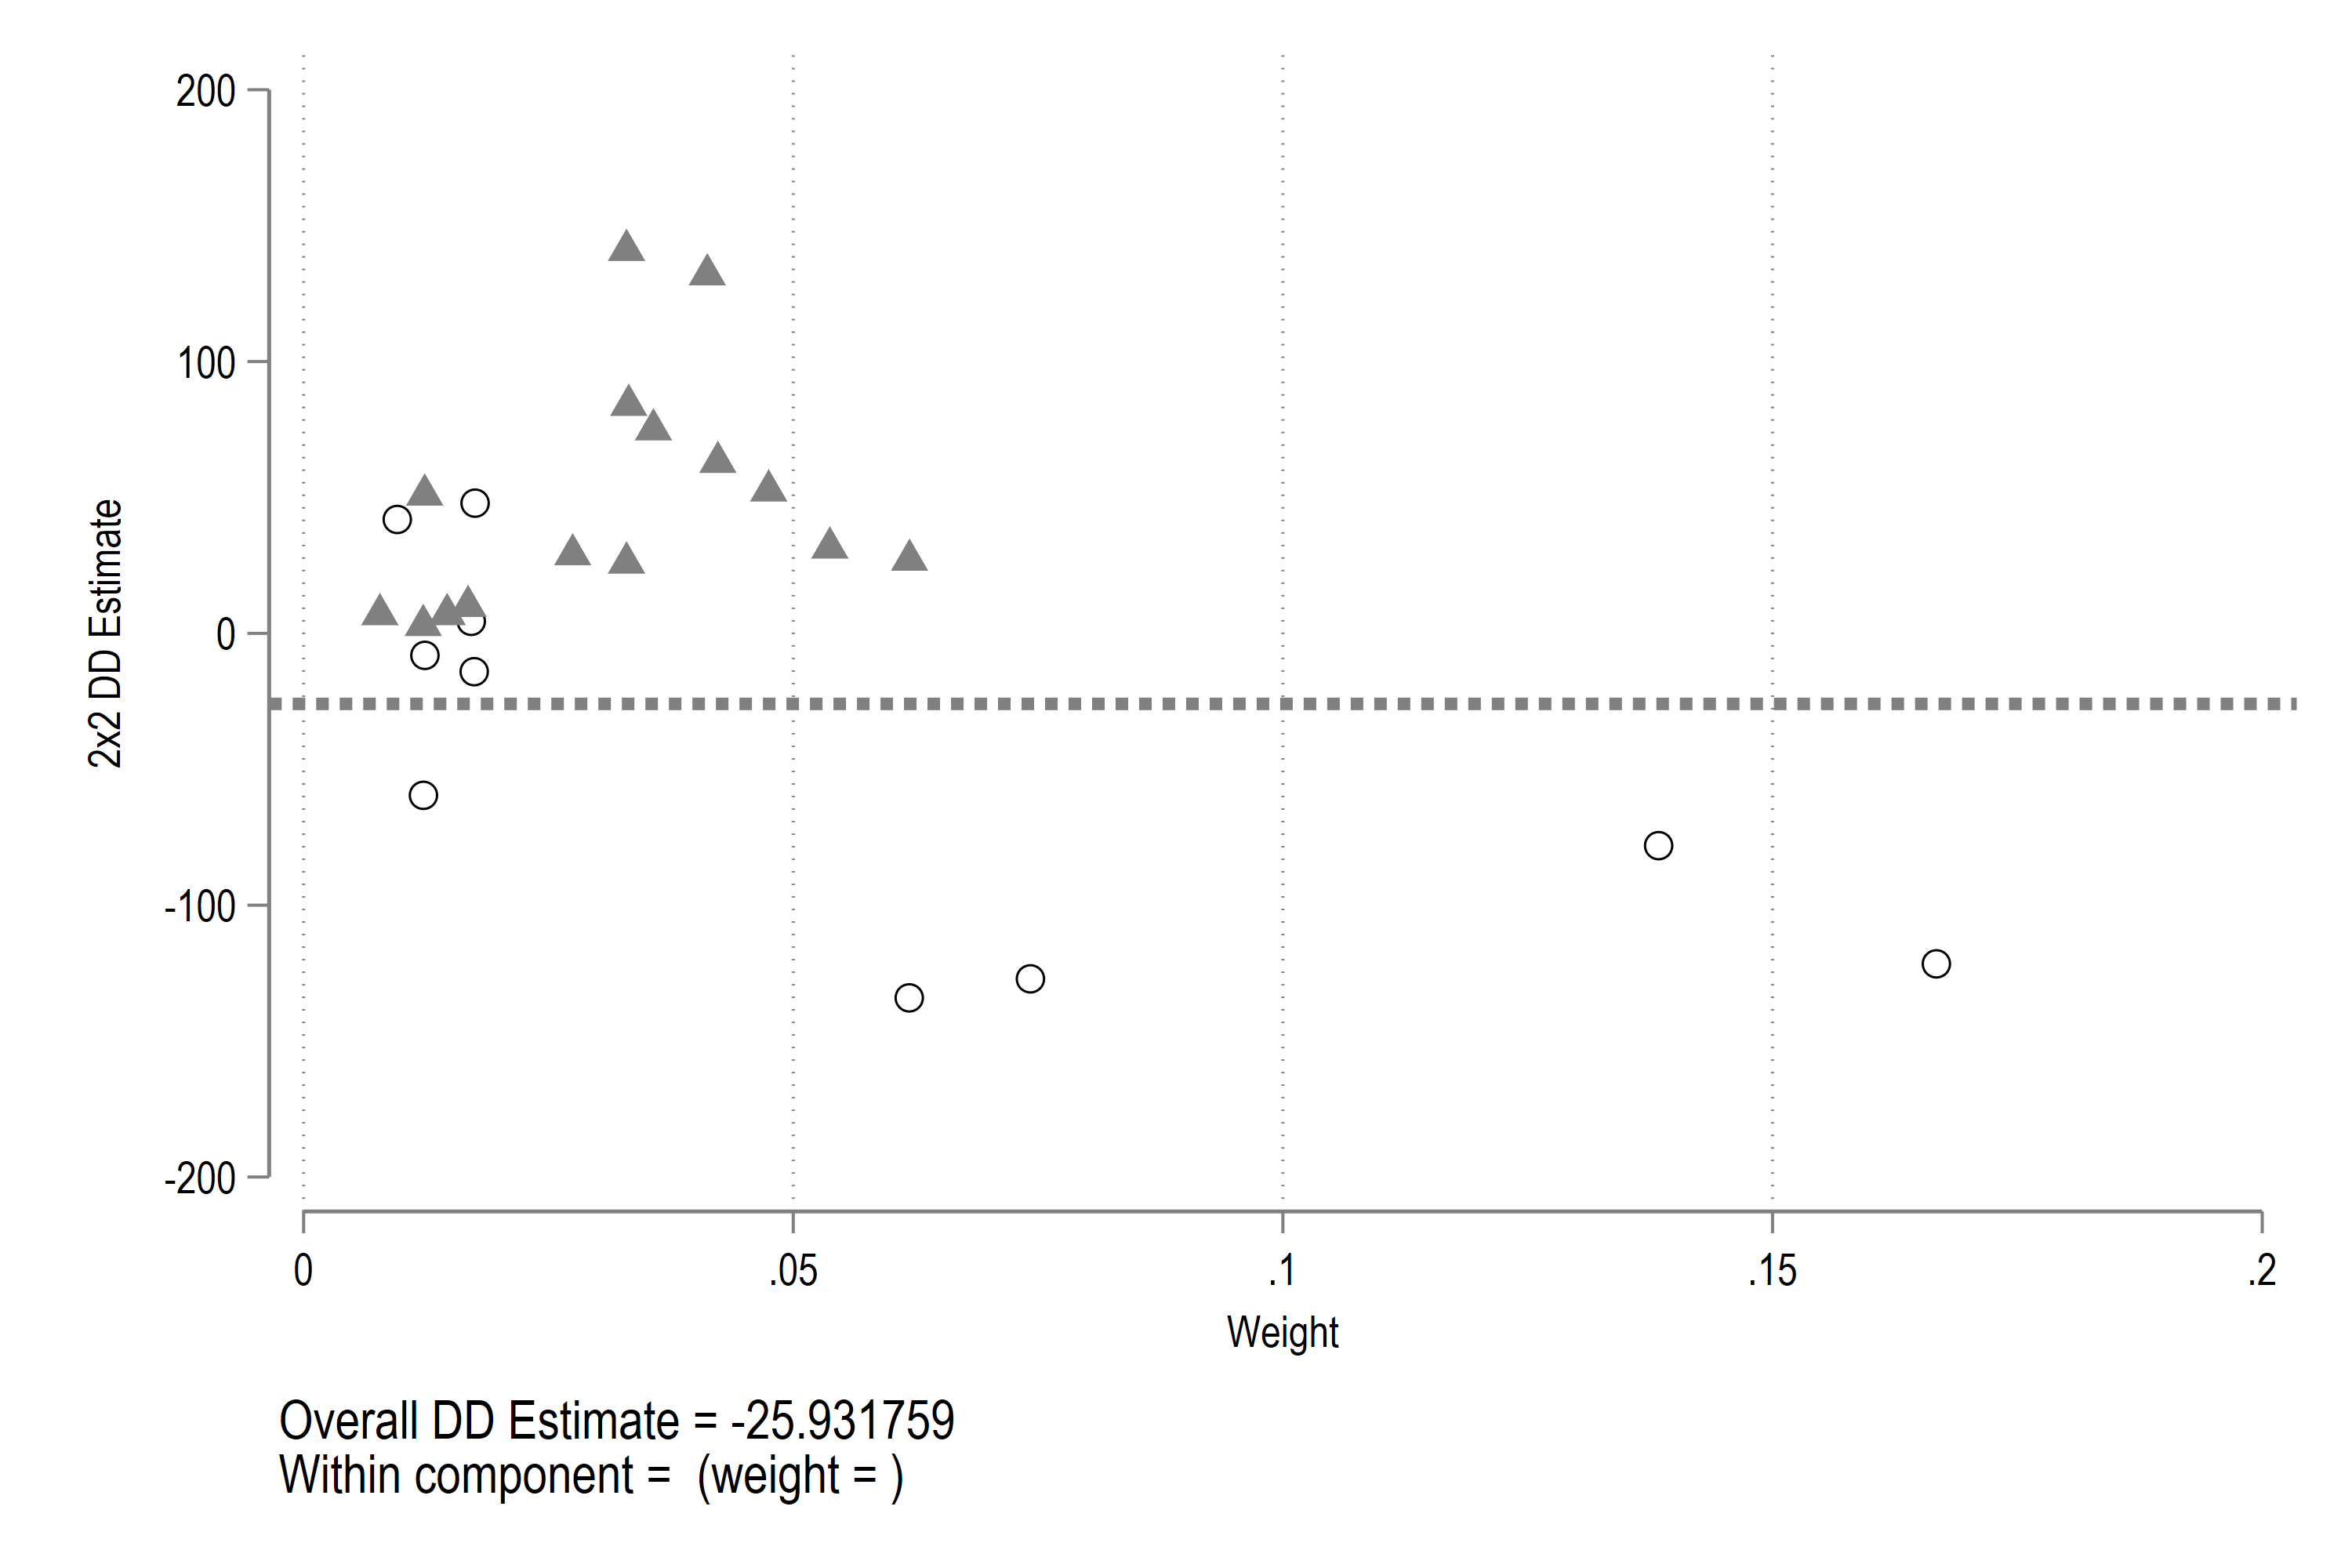 200
100
0
-100
-200
2x2 DD Estimate
0 .05 .1 .15 .2
Weight
Overall DD Estimate = -25.931759
Within component =  (weight = )